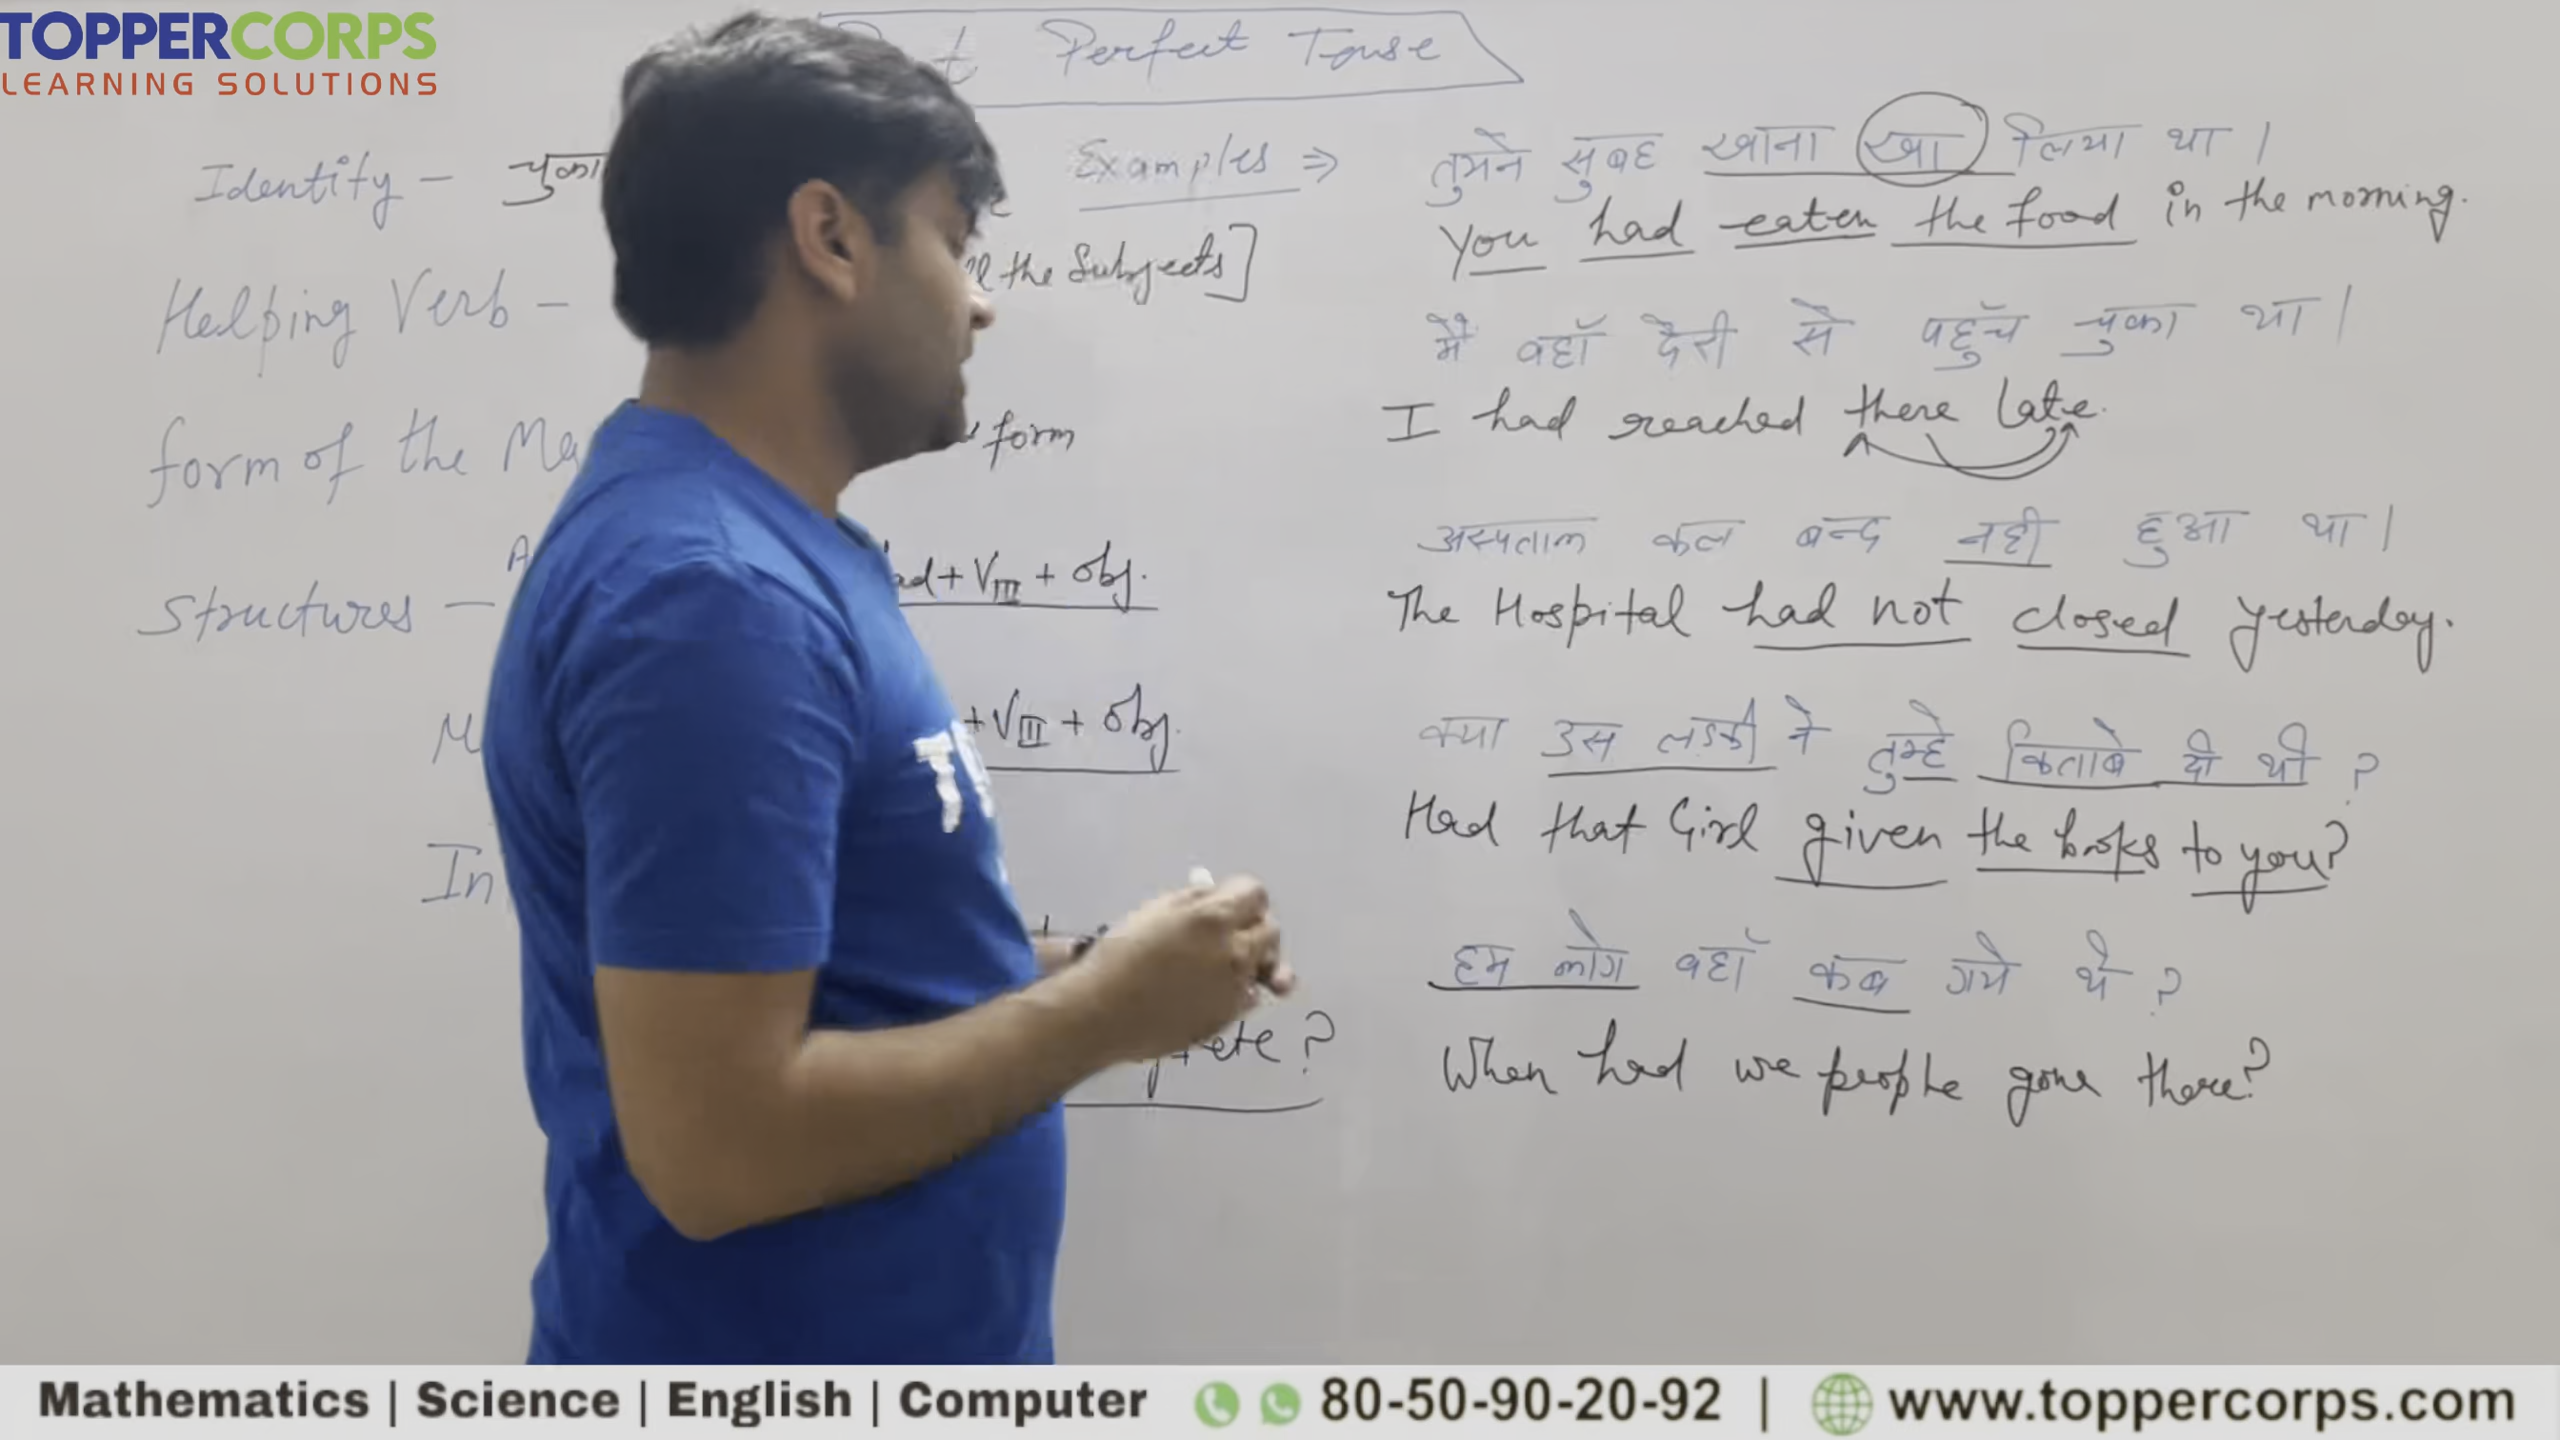 TOPPERCORPS
LEARNING SOLUTIONS
Perfect Tense
Identify - चुका
Helping Verb -
the Subjects]
form of the
form
Structures -
+ VIII + obj.
+ VIII + obj.
In
?
Examples ⇒
तुमने सुबह खाना खा लिया था।
You had eaten the food in the morning.
मैं वहाँ देरी से पहुँच चुका था।
I had reached there late.
अस्पताल कल बन्द नही हुआ था।
The Hospital had not closed yesterday.
क्या उस लडकी ने तुम्हे किताबे दी थी ?
Had that Girl given the books to you?
हम लोग वहाँ कब गये थे ?
When had we people gone there?
Mathematics | Science | English | Computer 80-50-90-20-92 | www.toppercorps.com